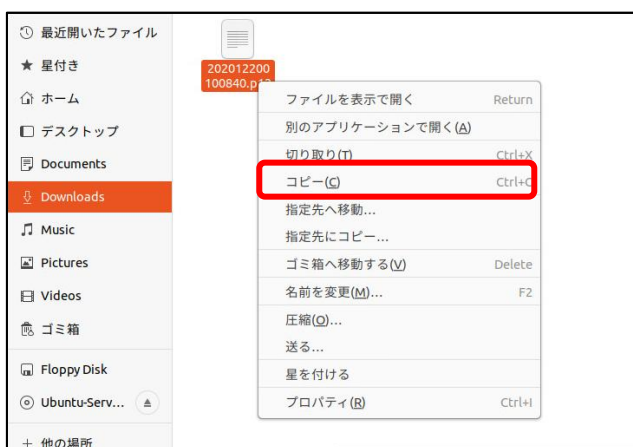 最近開いたファイル
星付き
ホーム
デスクトップ
Documents
Downloads
Music
Pictures
Videos
ゴミ箱
Floppy Disk
Ubuntu-Serv...
+ 他の場所
202012200
100840.p12
ファイルを表示で開く Return
別のアプリケーションで開く(A)
切り取り(T) Ctrl+X
コピー(C) Ctrl+C
指定先へ移動...
指定先にコピー...
ゴミ箱へ移動する(V) Delete
名前を変更(M)... F2
圧縮(O)...
送る...
星を付ける
プロパティ(R) Ctrl+I